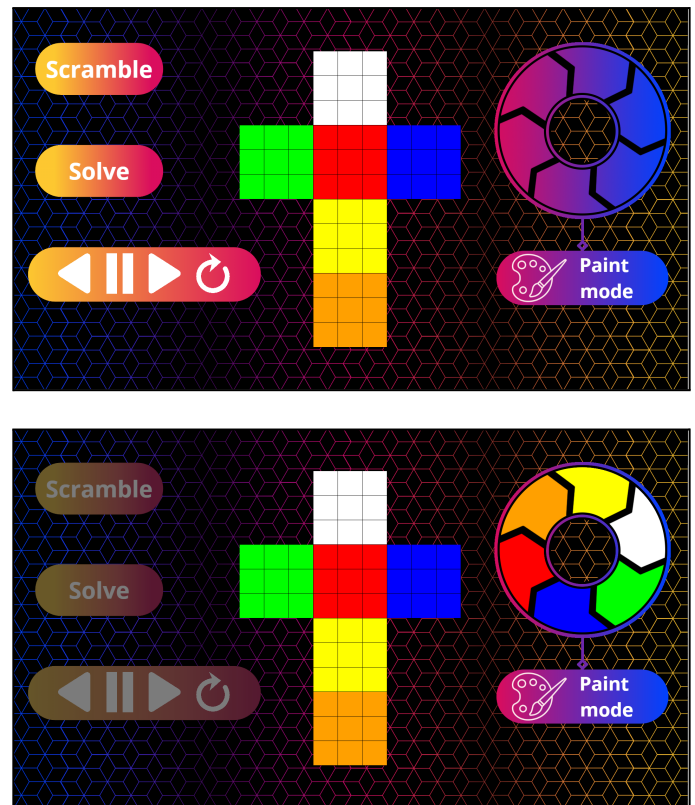 Scramble
Solve
Paint
mode
Scramble
Solve
Paint
mode